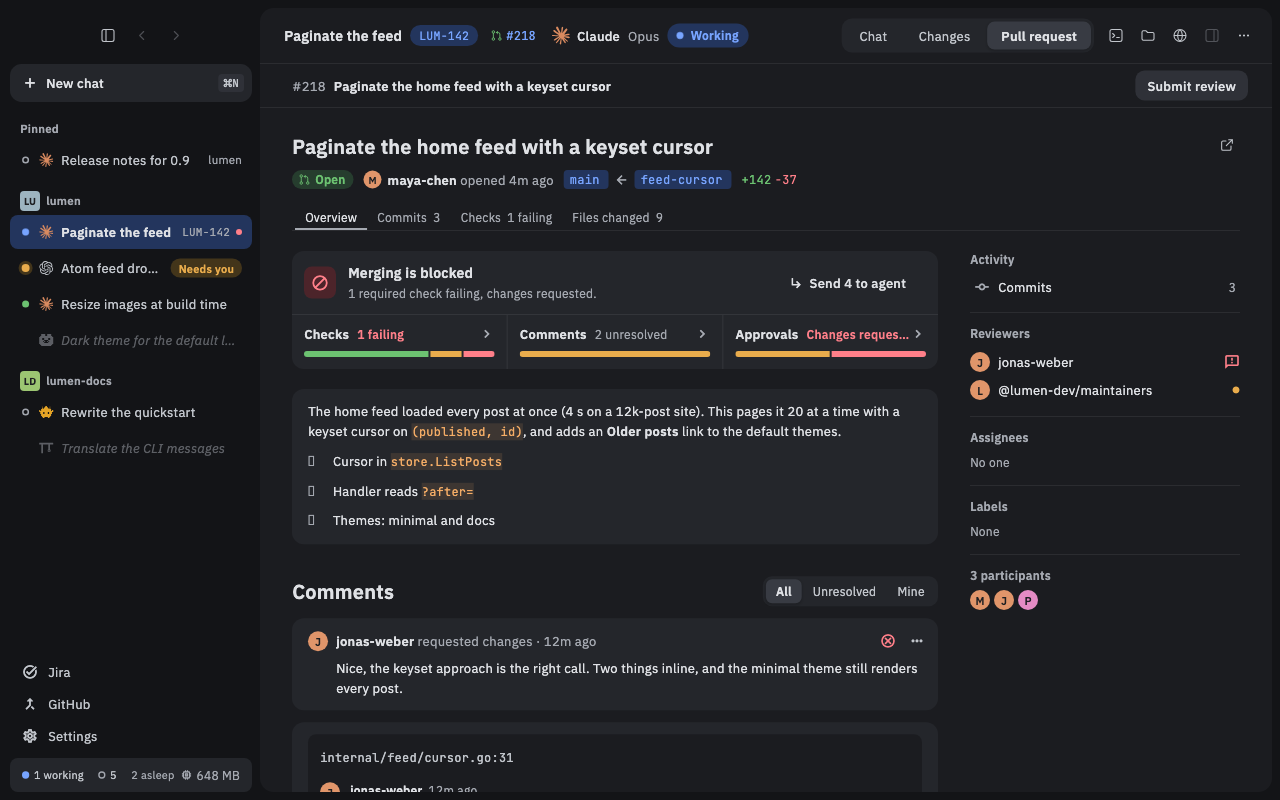 Paginate the feed LUM-142 #218 Claude Opus Working Chat Changes Pull request
New chat ⌘N
Pinned
Release notes for 0.9 lumen
LU lumen
Paginate the feed LUM-142
Atom feed dro... Needs you
Resize images at build time
Dark theme for the default l...
LD lumen-docs
Rewrite the quickstart
Translate the CLI messages
Jira
GitHub
Settings
1 working 5 2 asleep 648 MB
#218 Paginate the home feed with a keyset cursor Submit review
Paginate the home feed with a keyset cursor
Open M maya-chen opened 4m ago main ← feed-cursor +142 -37
Overview Commits 3 Checks 1 failing Files changed 9
Merging is blocked
1 required check failing, changes requested.
Send 4 to agent
Checks 1 failing Comments 2 unresolved Approvals Changes reques...
The home feed loaded every post at once (4 s on a 12k-post site). This pages it 20 at a time with a
keyset cursor on (published, id), and adds an Older posts link to the default themes.
Cursor in store.ListPosts
Handler reads ?after=
Themes: minimal and docs
Comments All Unresolved Mine
J jonas-weber requested changes · 12m ago
Nice, the keyset approach is the right call. Two things inline, and the minimal theme still renders
every post.
internal/feed/cursor.go:31
J jonas-weber 12m ago
Activity
Commits 3
Reviewers
J jonas-weber
L @lumen-dev/maintainers
Assignees
No one
Labels
None
3 participants
M J P